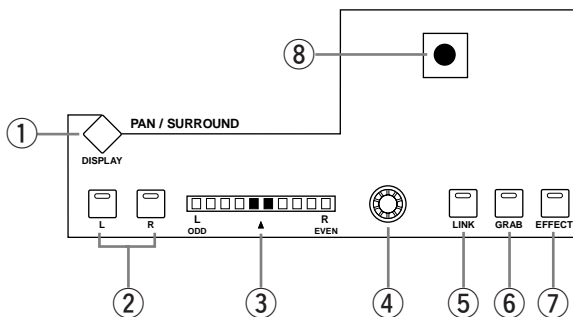 ⑧
① PAN / SURROUND
DISPLAY
L R L R LINK GRAB EFFECT
ODD EVEN
② ③ ④ ⑤ ⑥ ⑦